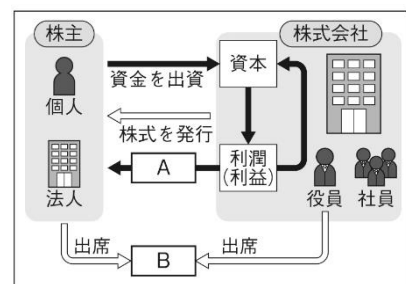 株主
株式会社
個人
資金を出資
資本
株式を発行
法人
A
利潤
(利益)
役員
社員
出席
B
出席